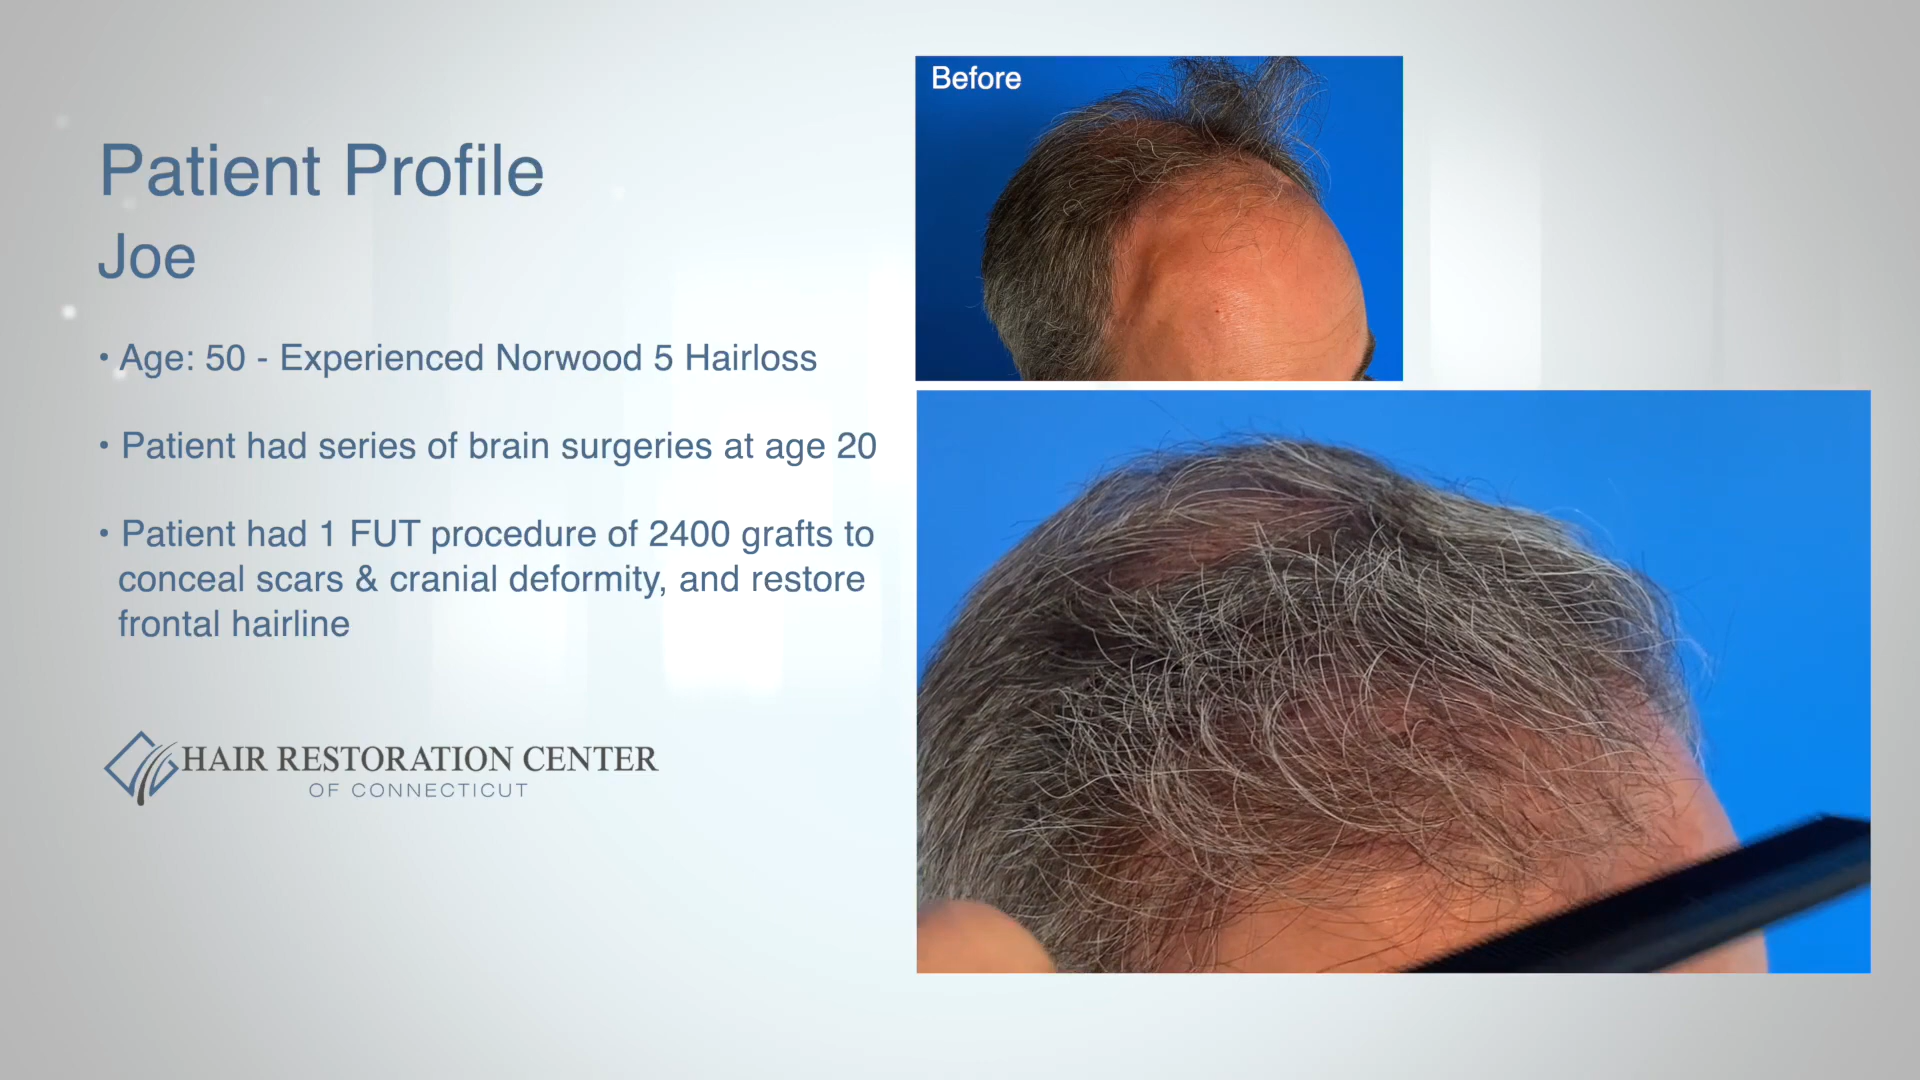 Patient Profile
Joe
• Age: 50 - Experienced Norwood 5 Hairloss
• Patient had series of brain surgeries at age 20
• Patient had 1 FUT procedure of 2400 grafts to
conceal scars & cranial deformity, and restore
frontal hairline
HAIR RESTORATION CENTER
OF CONNECTICUT
Before